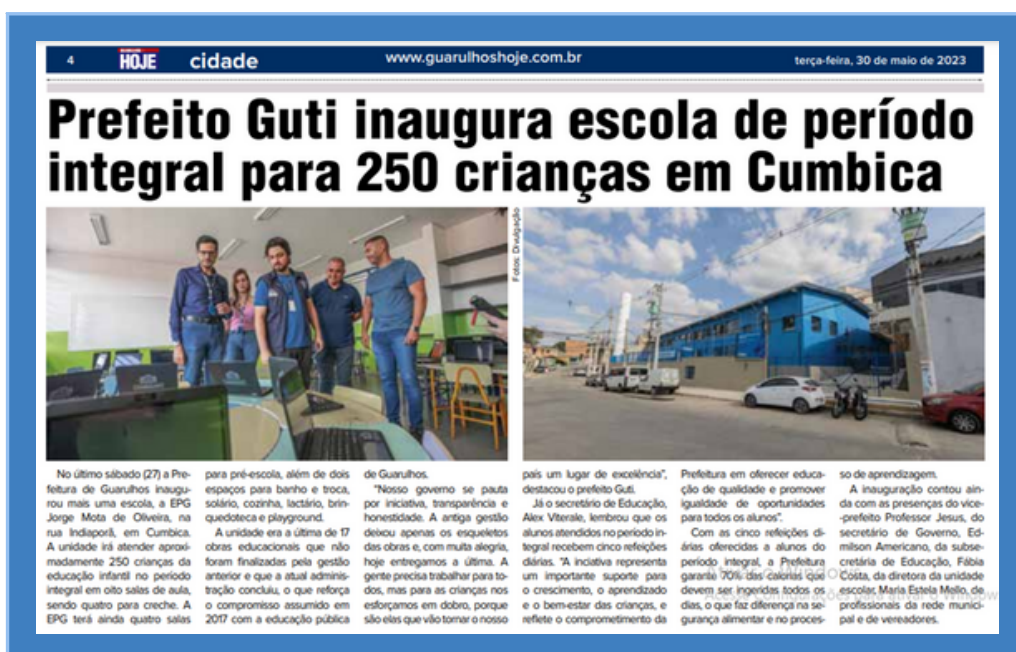 4
HOJE
cidade
www.guarulhoshoje.com.br
terça-feira, 30 de maio de 2023
Prefeito Guti inaugura escola de período
integral para 250 crianças em Cumbica
Fotos: Divulgação
No último sábado (27) a Pre-
feitura de Guarulhos inaugu-
rou mais uma escola, a EPG
Jorge Mota de Oliveira, na
rua Indiaporã, em Cumbica.
A unidade irá atender aproxi-
madamente 250 crianças da
educação infantil no período
integral em oito salas de aula,
sendo quatro para creche. A
EPG terá ainda quatro salas
para pré-escola, além de dois
espaços para banho e troca,
solário, cozinha, lactário, brin-
quedoteca e playground.
A unidade era a última de 17
obras educacionais que não
foram finalizadas pela gestão
anterior e que a atual adminis-
tração concluiu, o que reforça
o compromisso assumido em
2017 com a educação pública
de Guarulhos.
"Nosso governo se pauta
por iniciativa, transparência e
honestidade. A antiga gestão
deixou apenas os esqueletos
das obras e, com muita alegria,
hoje entregamos a última. A
gente precisa trabalhar para to-
dos, mas para as crianças nos
esforçamos em dobro, porque
são elas que vão tornar o nosso
país um lugar de excelência",
destacou o prefeito Guti.
Já o secretário de Educação,
Alex Viterale, lembrou que os
alunos atendidos no período in-
tegral recebem cinco refeições
diárias. "A inciativa representa
um importante suporte para
o crescimento, o aprendizado
e o bem-estar das crianças, e
reflete o comprometimento da
Prefeitura em oferecer educa-
ção de qualidade e promover
igualdade de oportunidades
para todos os alunos".
Com as cinco refeições di-
árias oferecidas a alunos do
período integral, a Prefeitura
garante 70% das calorias que
devem ser ingeridas todos os
dias, o que faz diferença na se-
gurança alimentar e no proces-
so de aprendizagem.
A inauguração contou ain-
da com as presenças do vice-
-prefeito Professor Jesus, do
secretário de Governo, Ed-
milson Americano, da subse-
cretária de Educação, Fábia
Costa, da diretora da unidade
escolar, Maria Estela Mello, de
profissionais da rede munici-
pal e de vereadores.